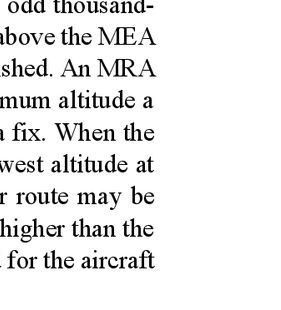 odd thousand-
above the MEA
shed. An MRA
mum altitude a
a fix. When the
west altitude at
r route may be
higher than the
for the aircraft